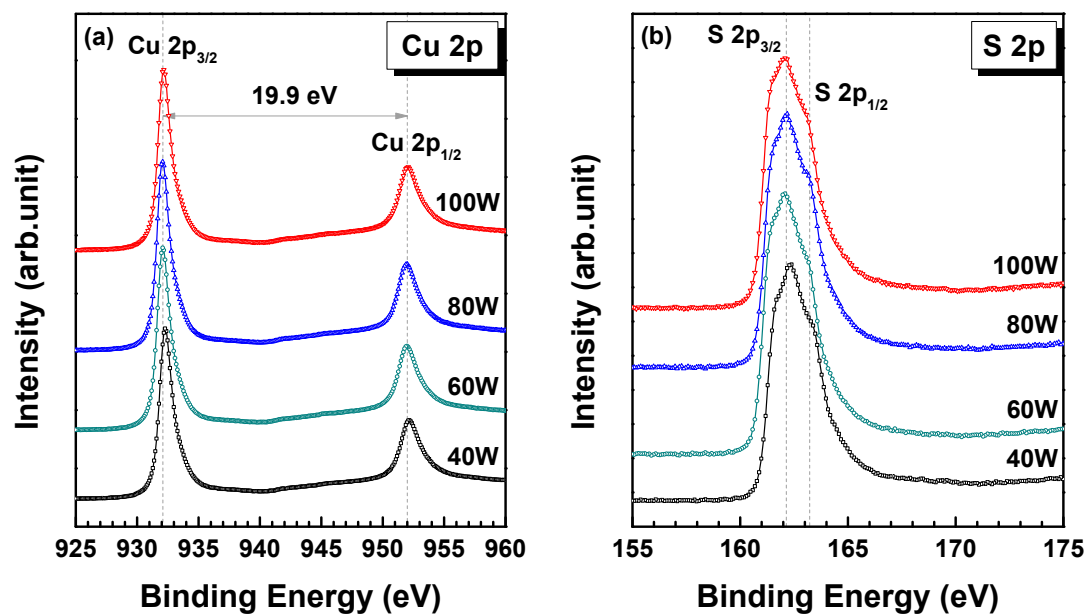 (a)
Cu 2p
Cu 2p3/2
19.9 eV
Cu 2p1/2
100W
80W
60W
40W
Intensity (arb.unit)
925 930 935 940 945 950 955 960
Binding Energy (eV)
(b)
S 2p
S 2p3/2
S 2p1/2
100W
80W
60W
40W
Intensity (arb.unit)
155 160 165 170 175
Binding Energy (eV)